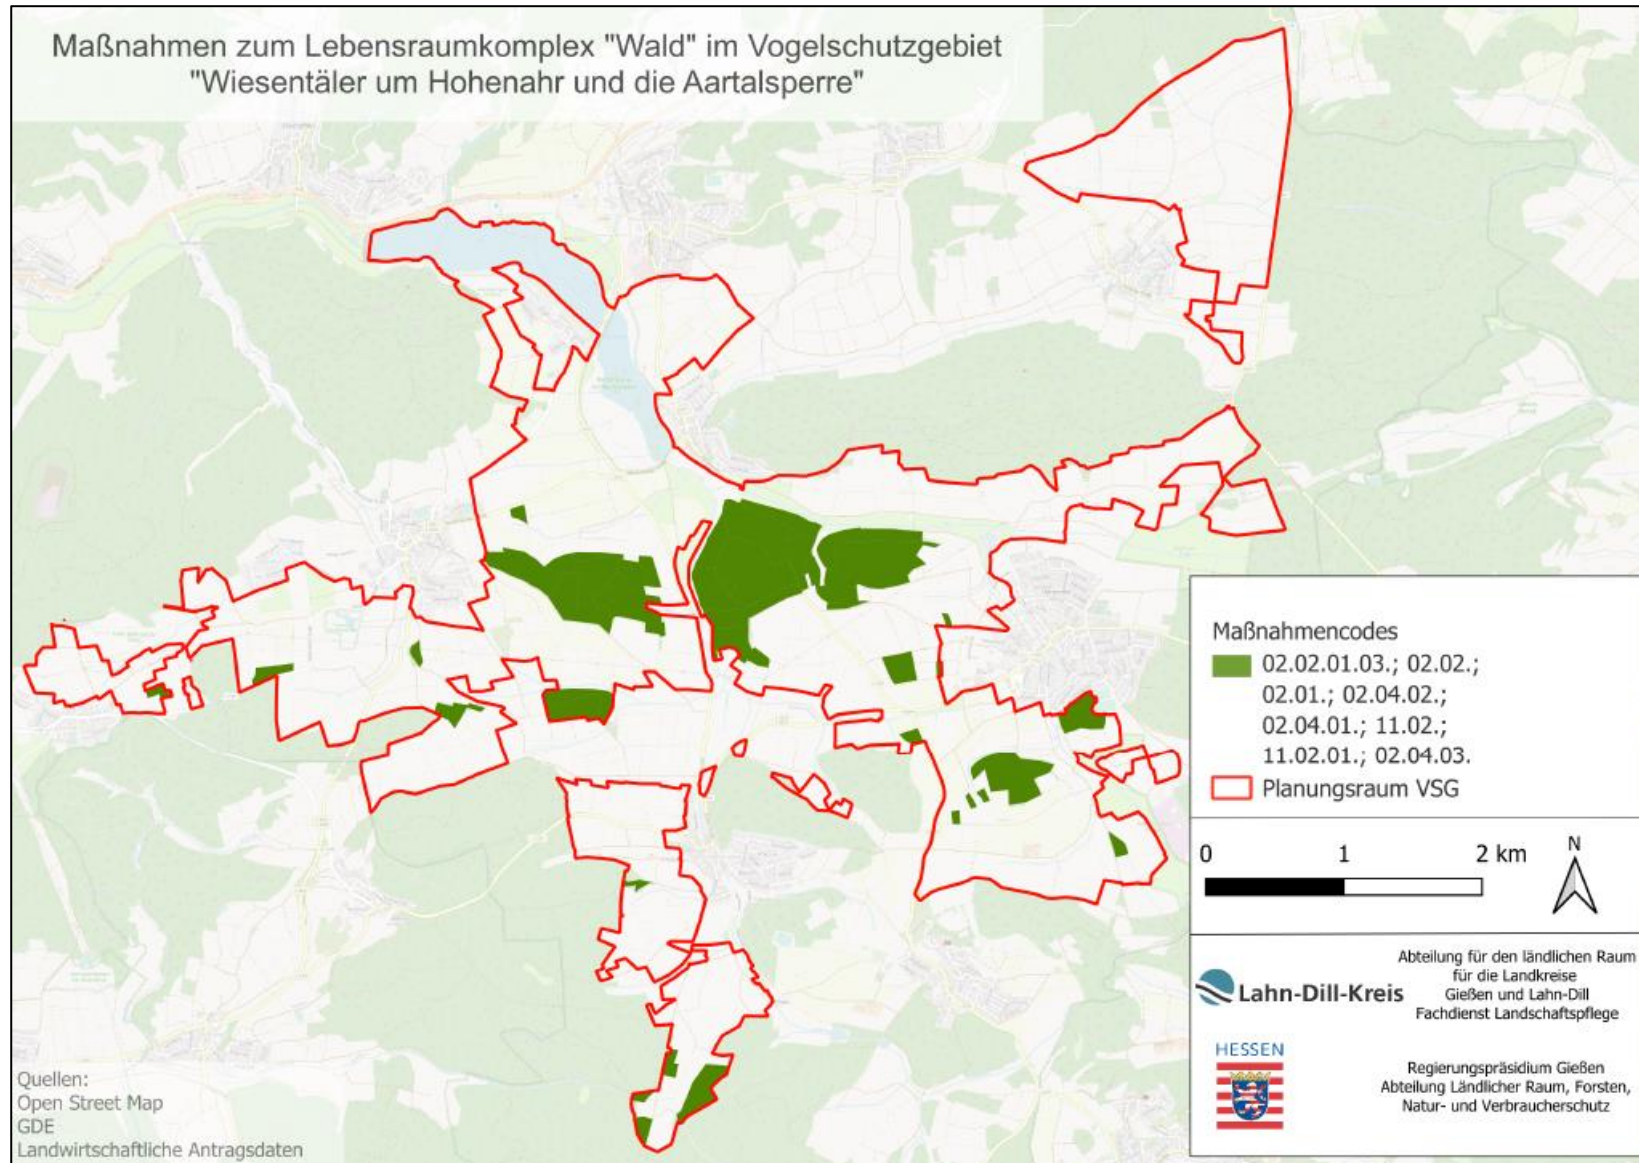 Maßnahmen zum Lebensraumkomplex "Wald" im Vogelschutzgebiet
"Wiesentäler um Hohenahr und die Aartalsperre"
Maßnahmencodes
02.02.01.03.; 02.02.;
02.01.; 02.04.02.;
02.04.01.; 11.02.;
11.02.01.; 02.04.03.
Planungsraum VSG
0 1 2 km
N
Lahn-Dill-Kreis
Abteilung für den ländlichen Raum
für die Landkreise
Gießen und Lahn-Dill
Fachdienst Landschaftspflege
HESSEN
Regierungspräsidium Gießen
Abteilung Ländlicher Raum, Forsten,
Natur- und Verbraucherschutz
Quellen:
Open Street Map
GDE
Landwirtschaftliche Antragsdaten